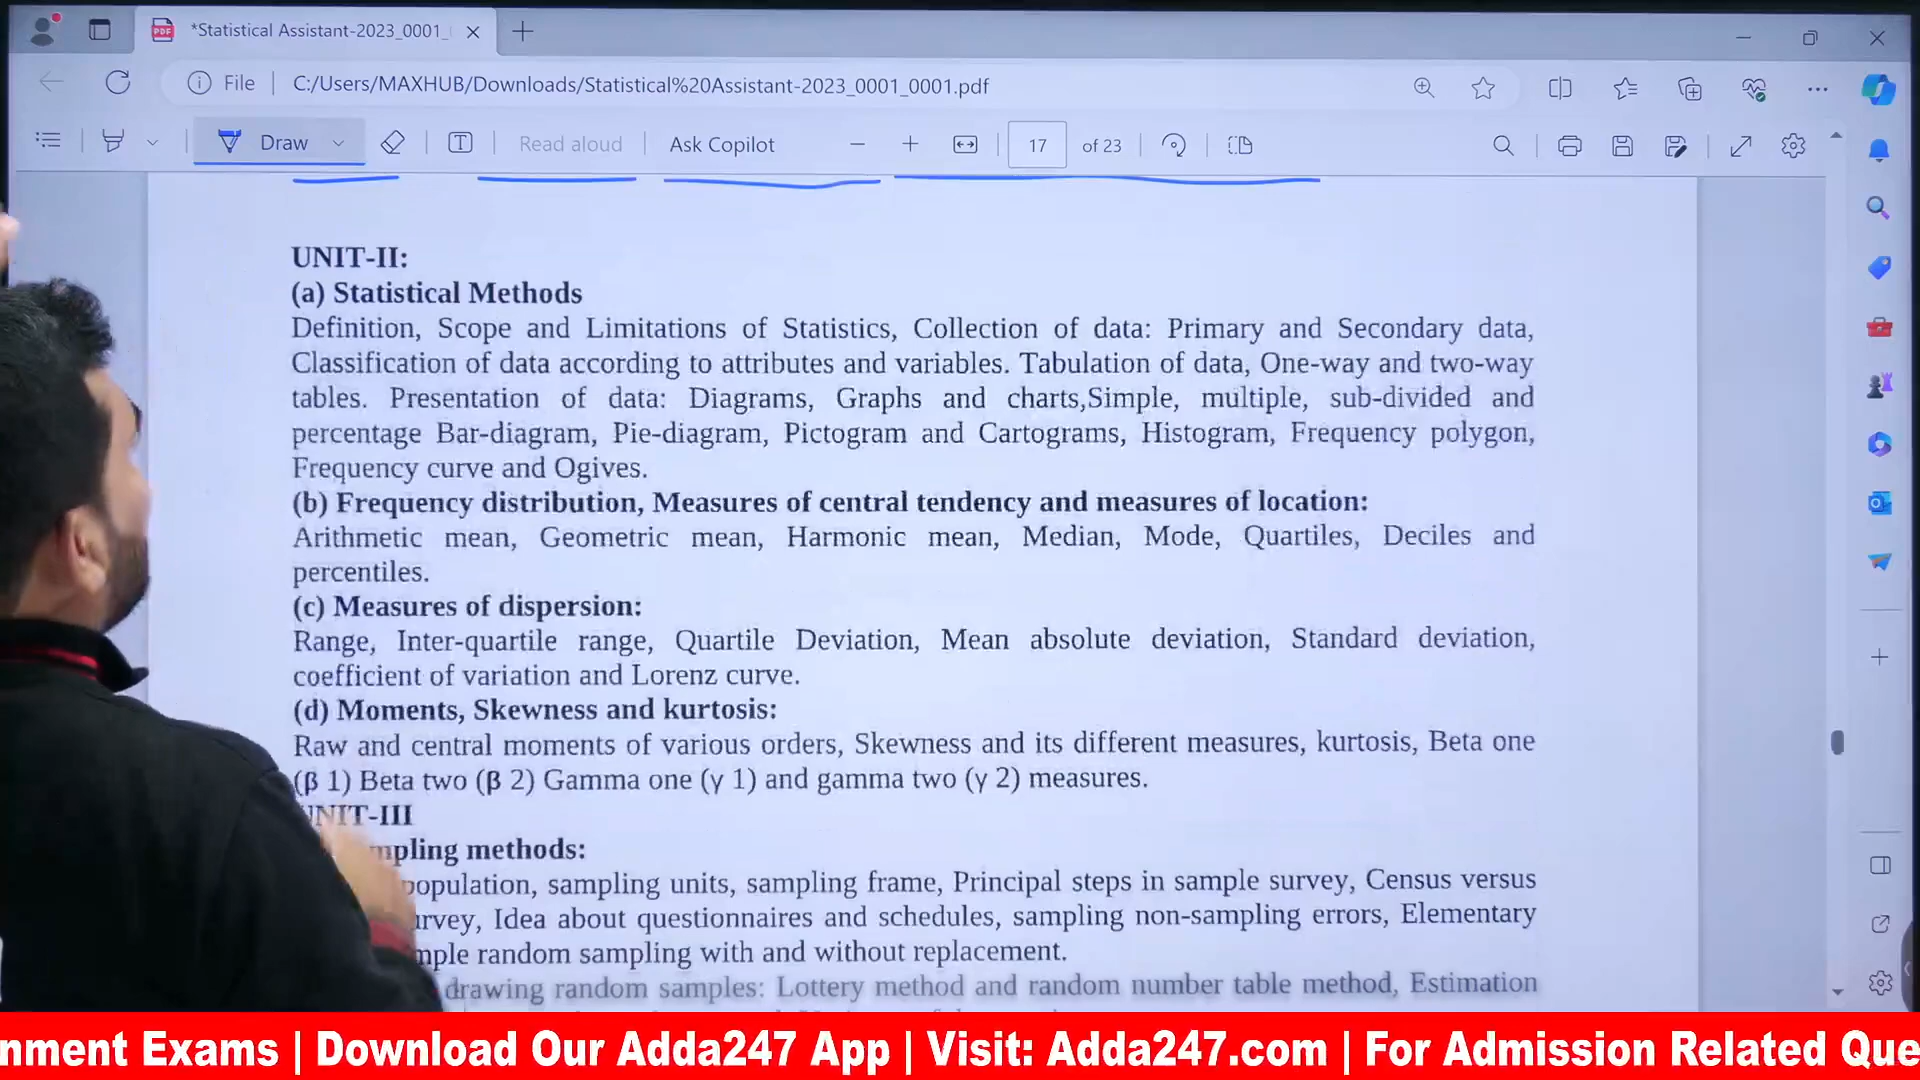 *Statistical Assistant-2023_0001_
File C:/Users/MAXHUB/Downloads/Statistical%20Assistant-2023_0001_0001.pdf
Draw Read aloud Ask Copilot 17 of 23
UNIT-II:
(a) Statistical Methods
Definition, Scope and Limitations of Statistics, Collection of data: Primary and Secondary data,
Classification of data according to attributes and variables. Tabulation of data, One-way and two-way
tables. Presentation of data: Diagrams, Graphs and charts,Simple, multiple, sub-divided and
percentage Bar-diagram, Pie-diagram, Pictogram and Cartograms, Histogram, Frequency polygon,
Frequency curve and Ogives.
(b) Frequency distribution, Measures of central tendency and measures of location:
Arithmetic mean, Geometric mean, Harmonic mean, Median, Mode, Quartiles, Deciles and
percentiles.
(c) Measures of dispersion:
Range, Inter-quartile range, Quartile Deviation, Mean absolute deviation, Standard deviation,
coefficient of variation and Lorenz curve.
(d) Moments, Skewness and kurtosis:
Raw and central moments of various orders, Skewness and its different measures, kurtosis, Beta one
(β 1) Beta two (β 2) Gamma one (γ 1) and gamma two (γ 2) measures.
UNIT-III
mpling methods:
population, sampling units, sampling frame, Principal steps in sample survey, Census versus
urvey, Idea about questionnaires and schedules, sampling non-sampling errors, Elementary
mple random sampling with and without replacement.
drawing random samples: Lottery method and random number table method, Estimation
nment Exams | Download Our Adda247 App | Visit: Adda247.com | For Admission Related Que